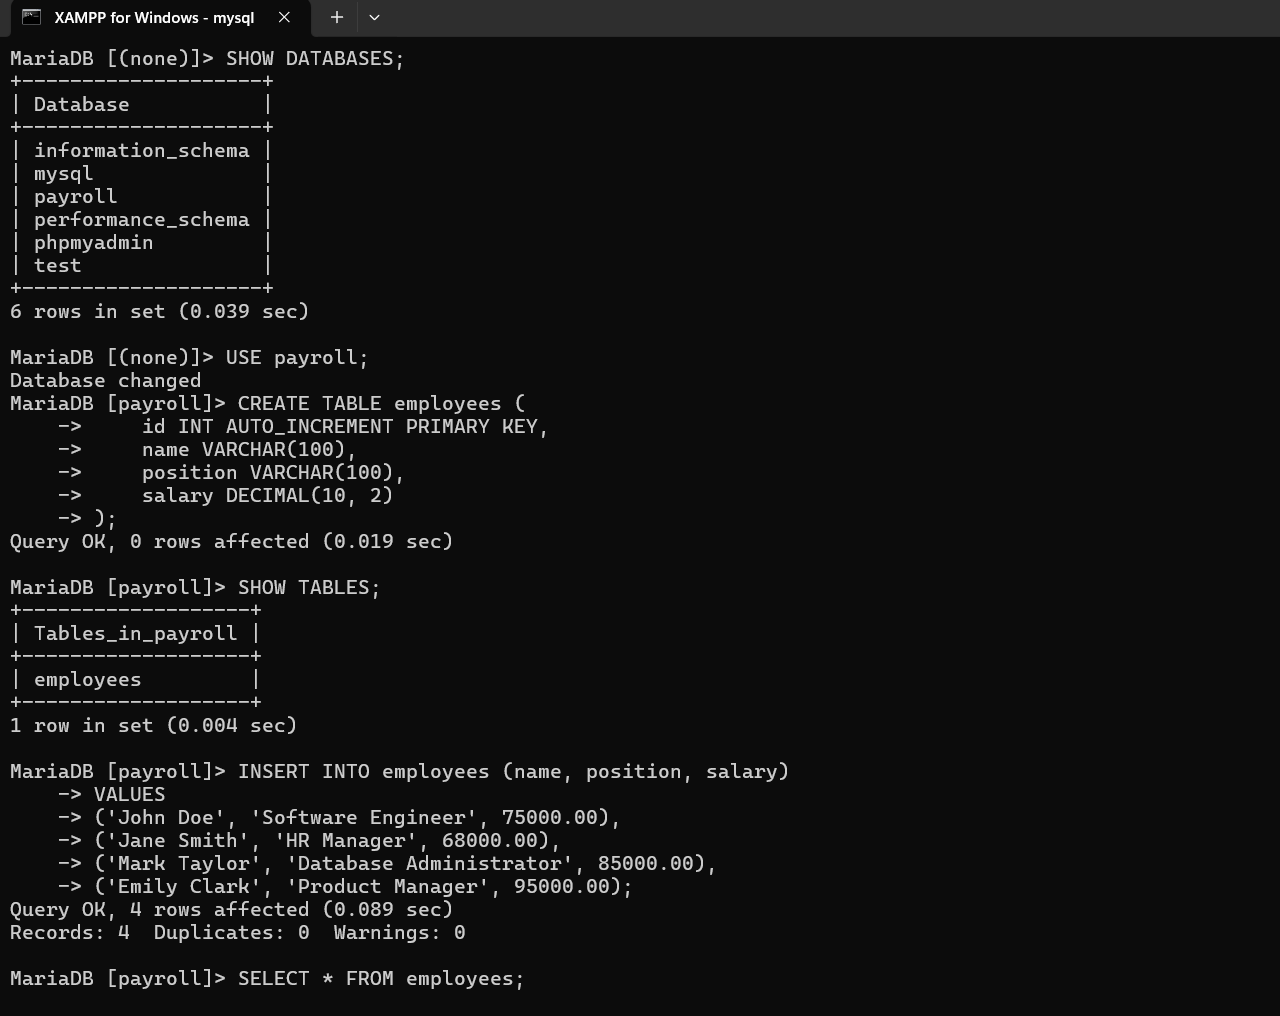 XAMPP for Windows - mysql
MariaDB [(none)]> SHOW DATABASES;
+--------------------+
| Database           |
+--------------------+
| information_schema |
| mysql              |
| payroll            |
| performance_schema |
| phpmyadmin         |
| test               |
+--------------------+
6 rows in set (0.039 sec)

MariaDB [(none)]> USE payroll;
Database changed
MariaDB [payroll]> CREATE TABLE employees (
    ->     id INT AUTO_INCREMENT PRIMARY KEY,
    ->     name VARCHAR(100),
    ->     position VARCHAR(100),
    ->     salary DECIMAL(10, 2)
    -> );
Query OK, 0 rows affected (0.019 sec)

MariaDB [payroll]> SHOW TABLES;
+-------------------+
| Tables_in_payroll |
+-------------------+
| employees         |
+-------------------+
1 row in set (0.004 sec)

MariaDB [payroll]> INSERT INTO employees (name, position, salary)
    -> VALUES
    -> ('John Doe', 'Software Engineer', 75000.00),
    -> ('Jane Smith', 'HR Manager', 68000.00),
    -> ('Mark Taylor', 'Database Administrator', 85000.00),
    -> ('Emily Clark', 'Product Manager', 95000.00);
Query OK, 4 rows affected (0.089 sec)
Records: 4  Duplicates: 0  Warnings: 0

MariaDB [payroll]> SELECT * FROM employees;